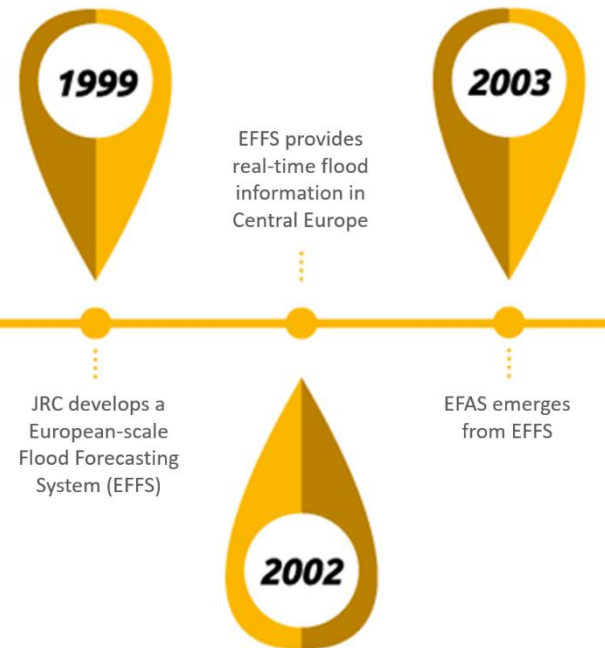 1999
JRC develops a
European-scale
Flood Forecasting
System (EFFS)
EFFS provides
real-time flood
information in
Central Europe
2002
2003
EFAS emerges
from EFFS